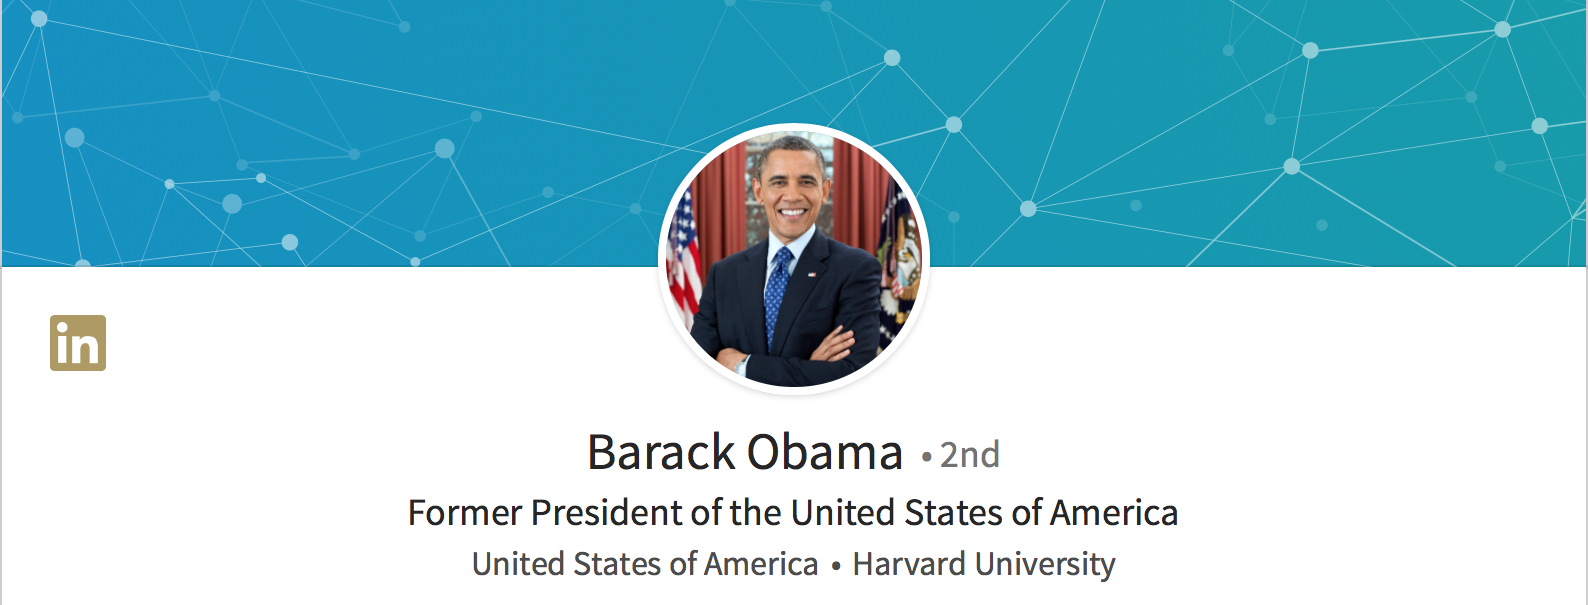 in
Barack Obama • 2nd
Former President of the United States of America
United States of America • Harvard University